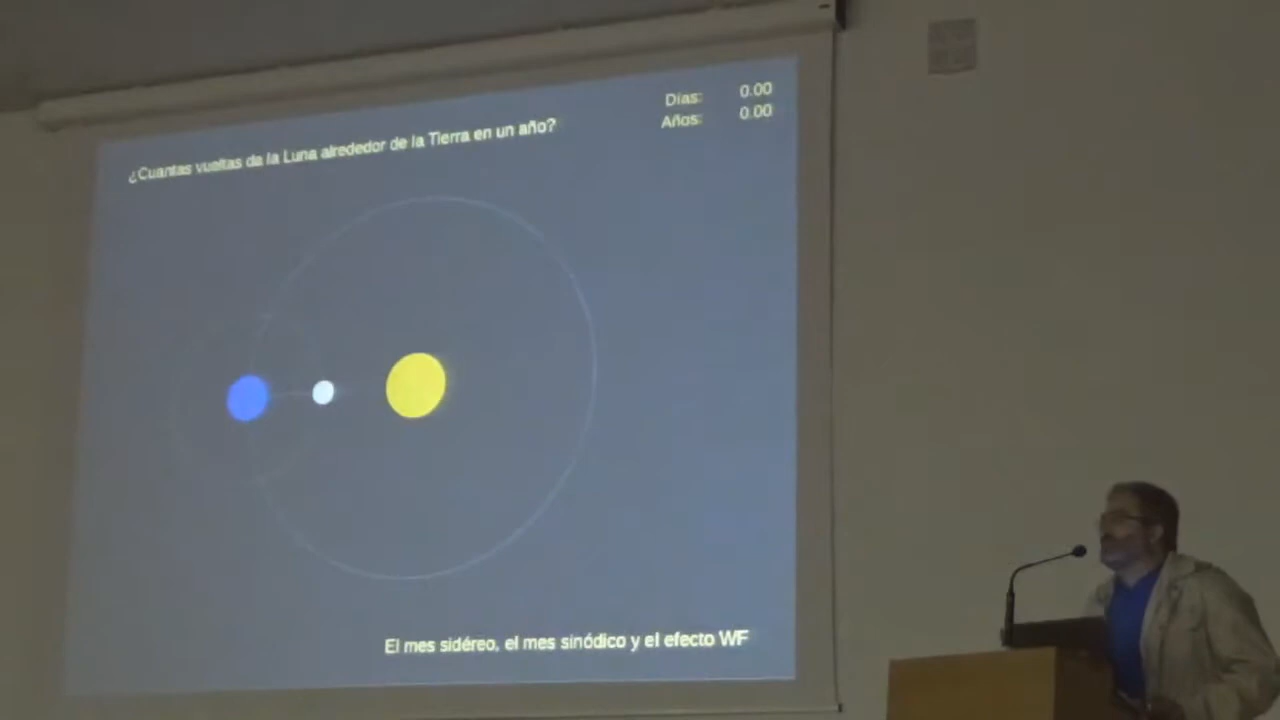 ¿Cuantas vueltas da la Luna alrededor de la Tierra en un año?
Días: 0.00
Años: 0.00
El mes sidéreo, el mes sinódico y el efecto WF